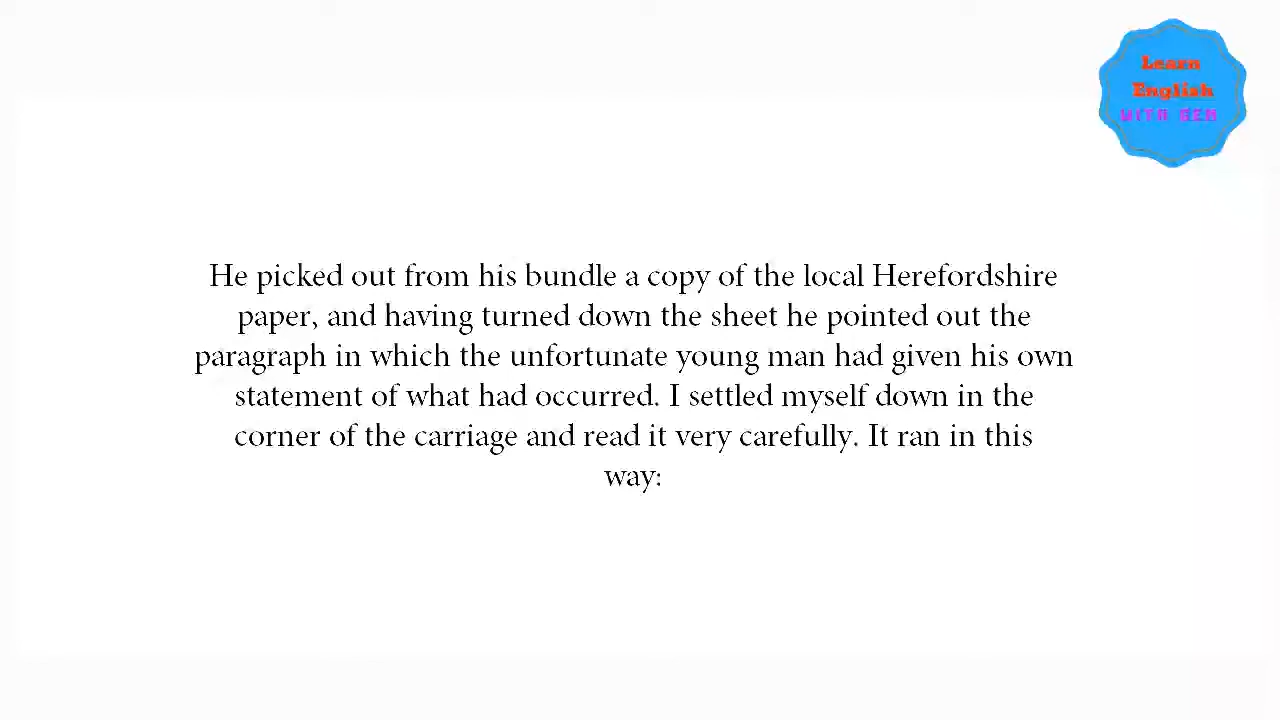 Learn
English
WITH BEN
He picked out from his bundle a copy of the local Herefordshire
paper, and having turned down the sheet he pointed out the
paragraph in which the unfortunate young man had given his own
statement of what had occurred. I settled myself down in the
corner of the carriage and read it very carefully. It ran in this
way: